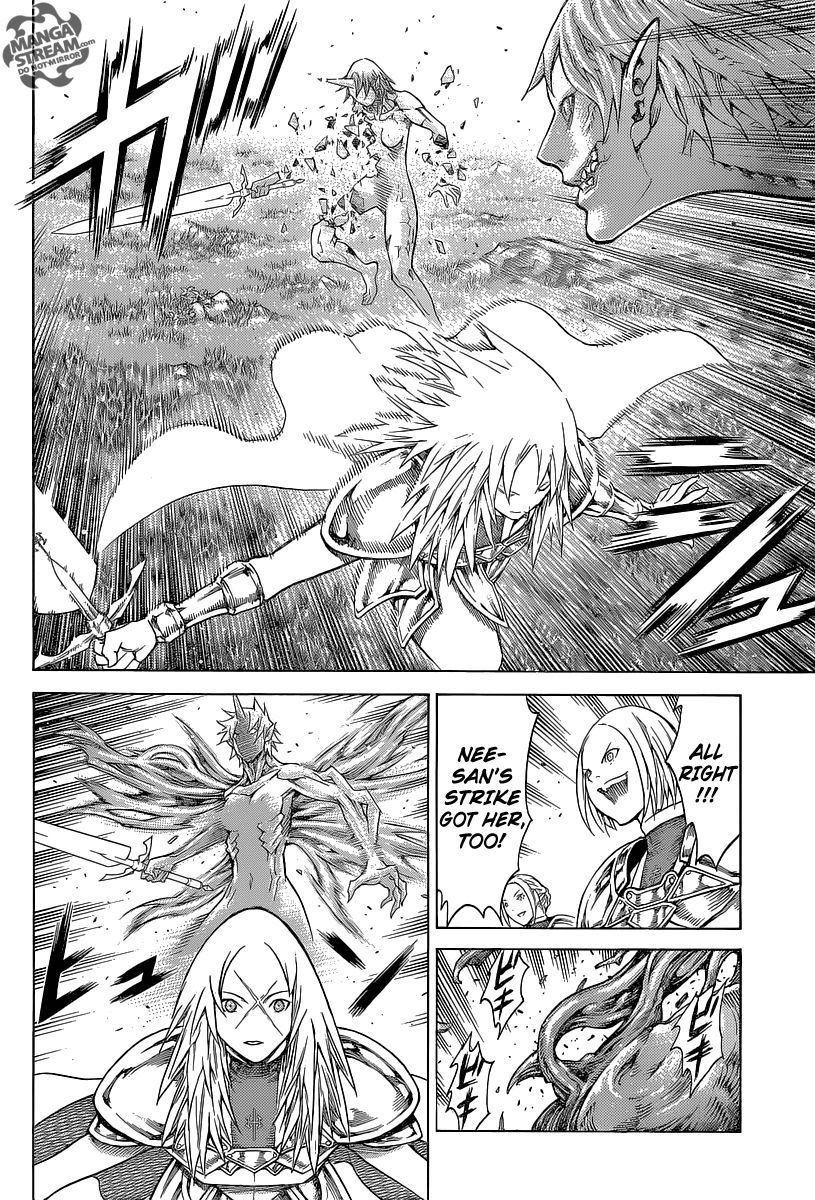 MANGA
STREAM.com
DO NOT MIRROR!
ガガッ
ALL
RIGHT
!!!
NEE-
SAN'S
STRIKE
GOT HER,
TOO!
ビキ
ビキ
ヒュ